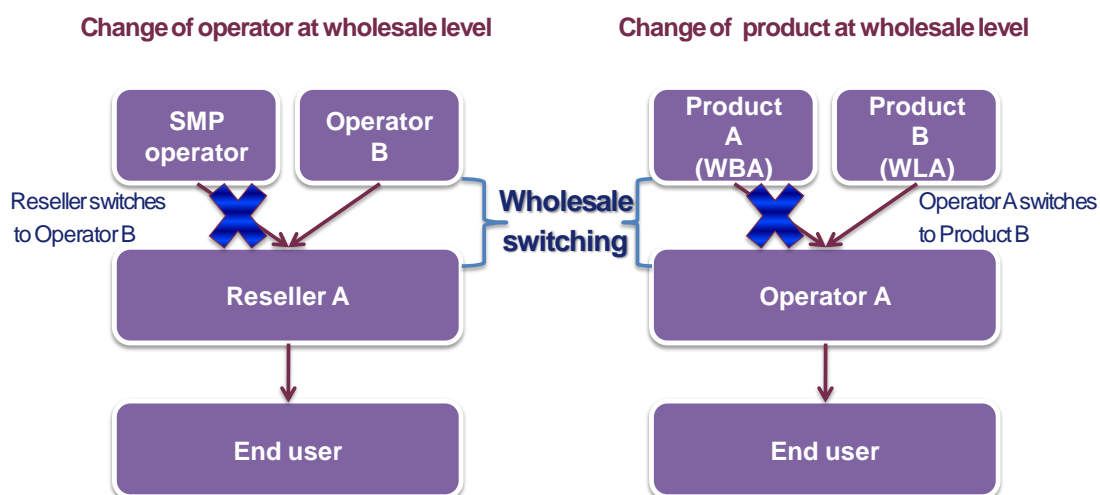 Change of operator at wholesale level
Change of product at wholesale level
SMP
operator
Operator
B
Product
A
(WBA)
Product
B
(WLA)
Reseller switches
to Operator B
Wholesale
switching
Operator A switches
to Product B
Reseller A
Operator A
End user
End user